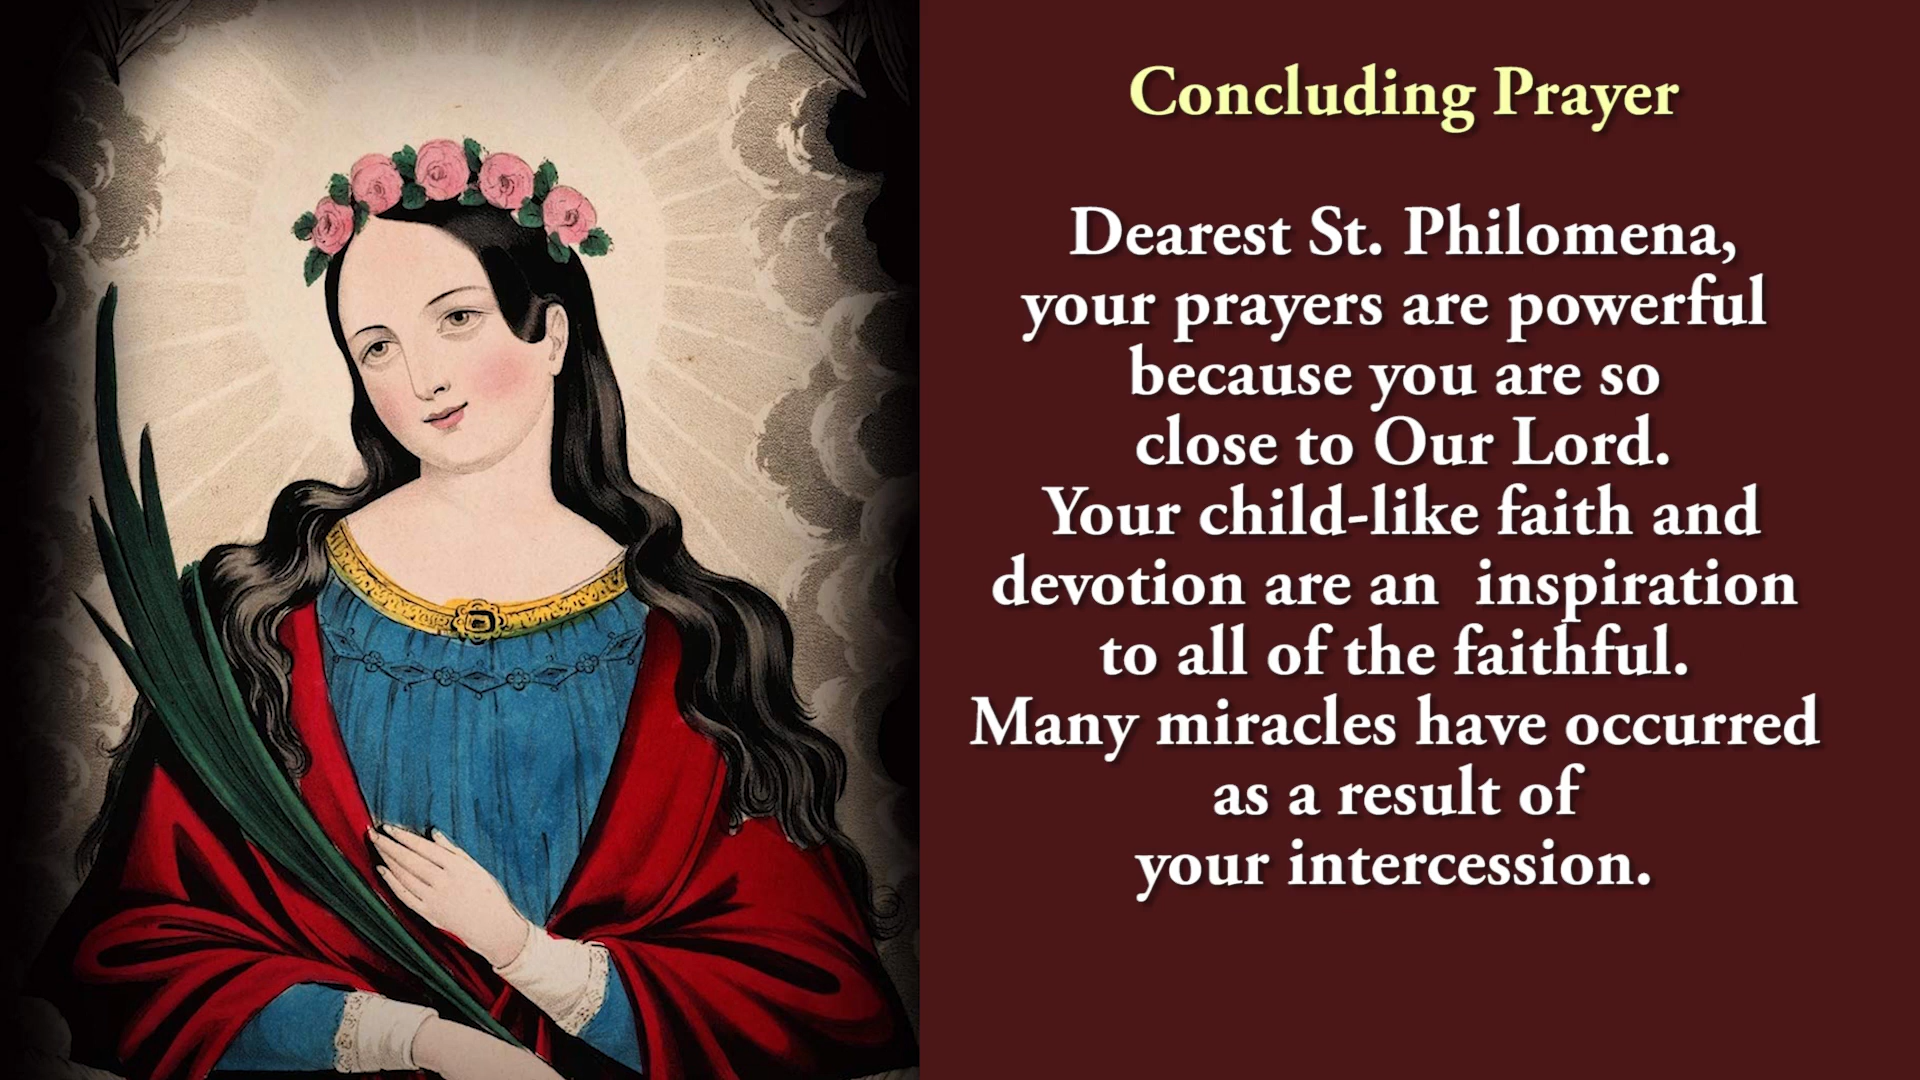 Concluding Prayer
Dearest St. Philomena,
your prayers are powerful
because you are so
close to Our Lord.
Your child-like faith and
devotion are an  inspiration
to all of the faithful.
Many miracles have occurred
as a result of
your intercession.